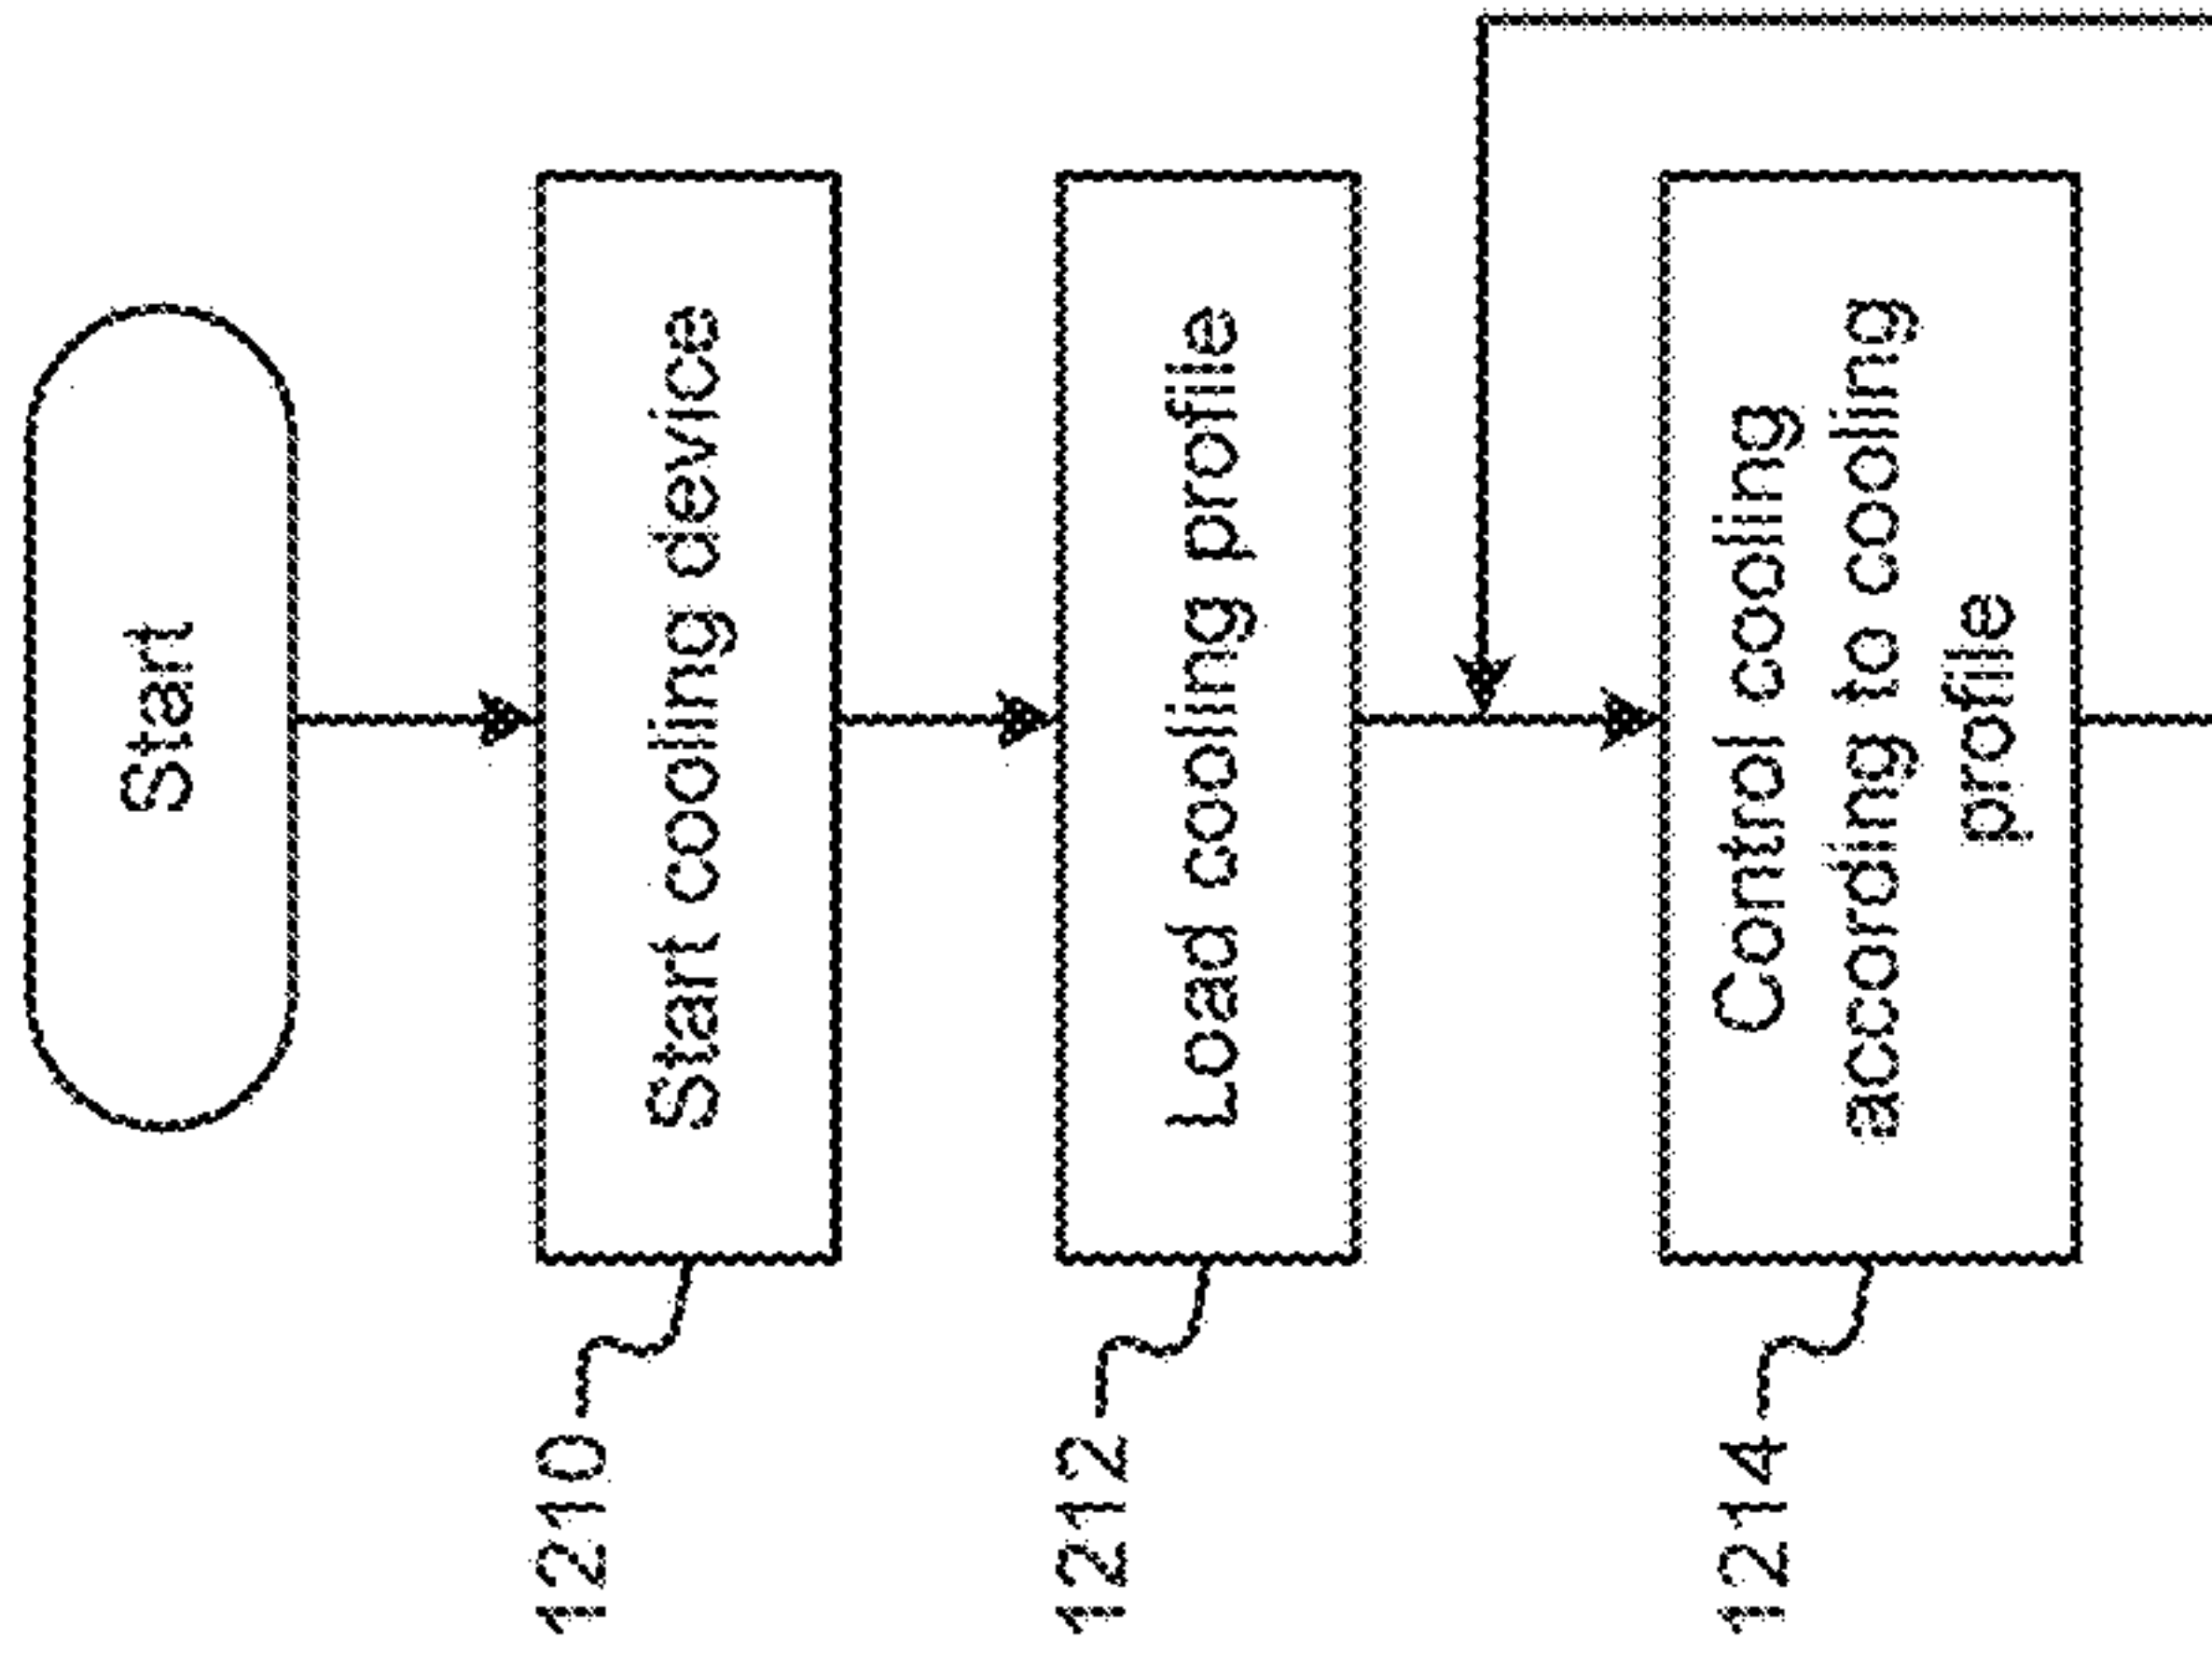 Start
1210
Start cooling device
1212
Load cooling profile
1214
Control cooling
according to cooling
profile